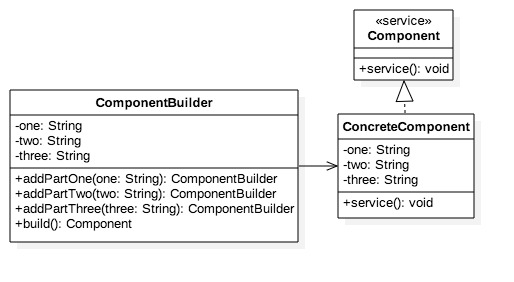 «service»
Component
+service(): void
ComponentBuilder
-one: String
-two: String
-three: String
+addPartOne(one: String): ComponentBuilder
+addPartTwo(two: String): ComponentBuilder
+addPartThree(three: String): ComponentBuilder
+build(): Component
ConcreteComponent
-one: String
-two: String
-three: String
+service(): void